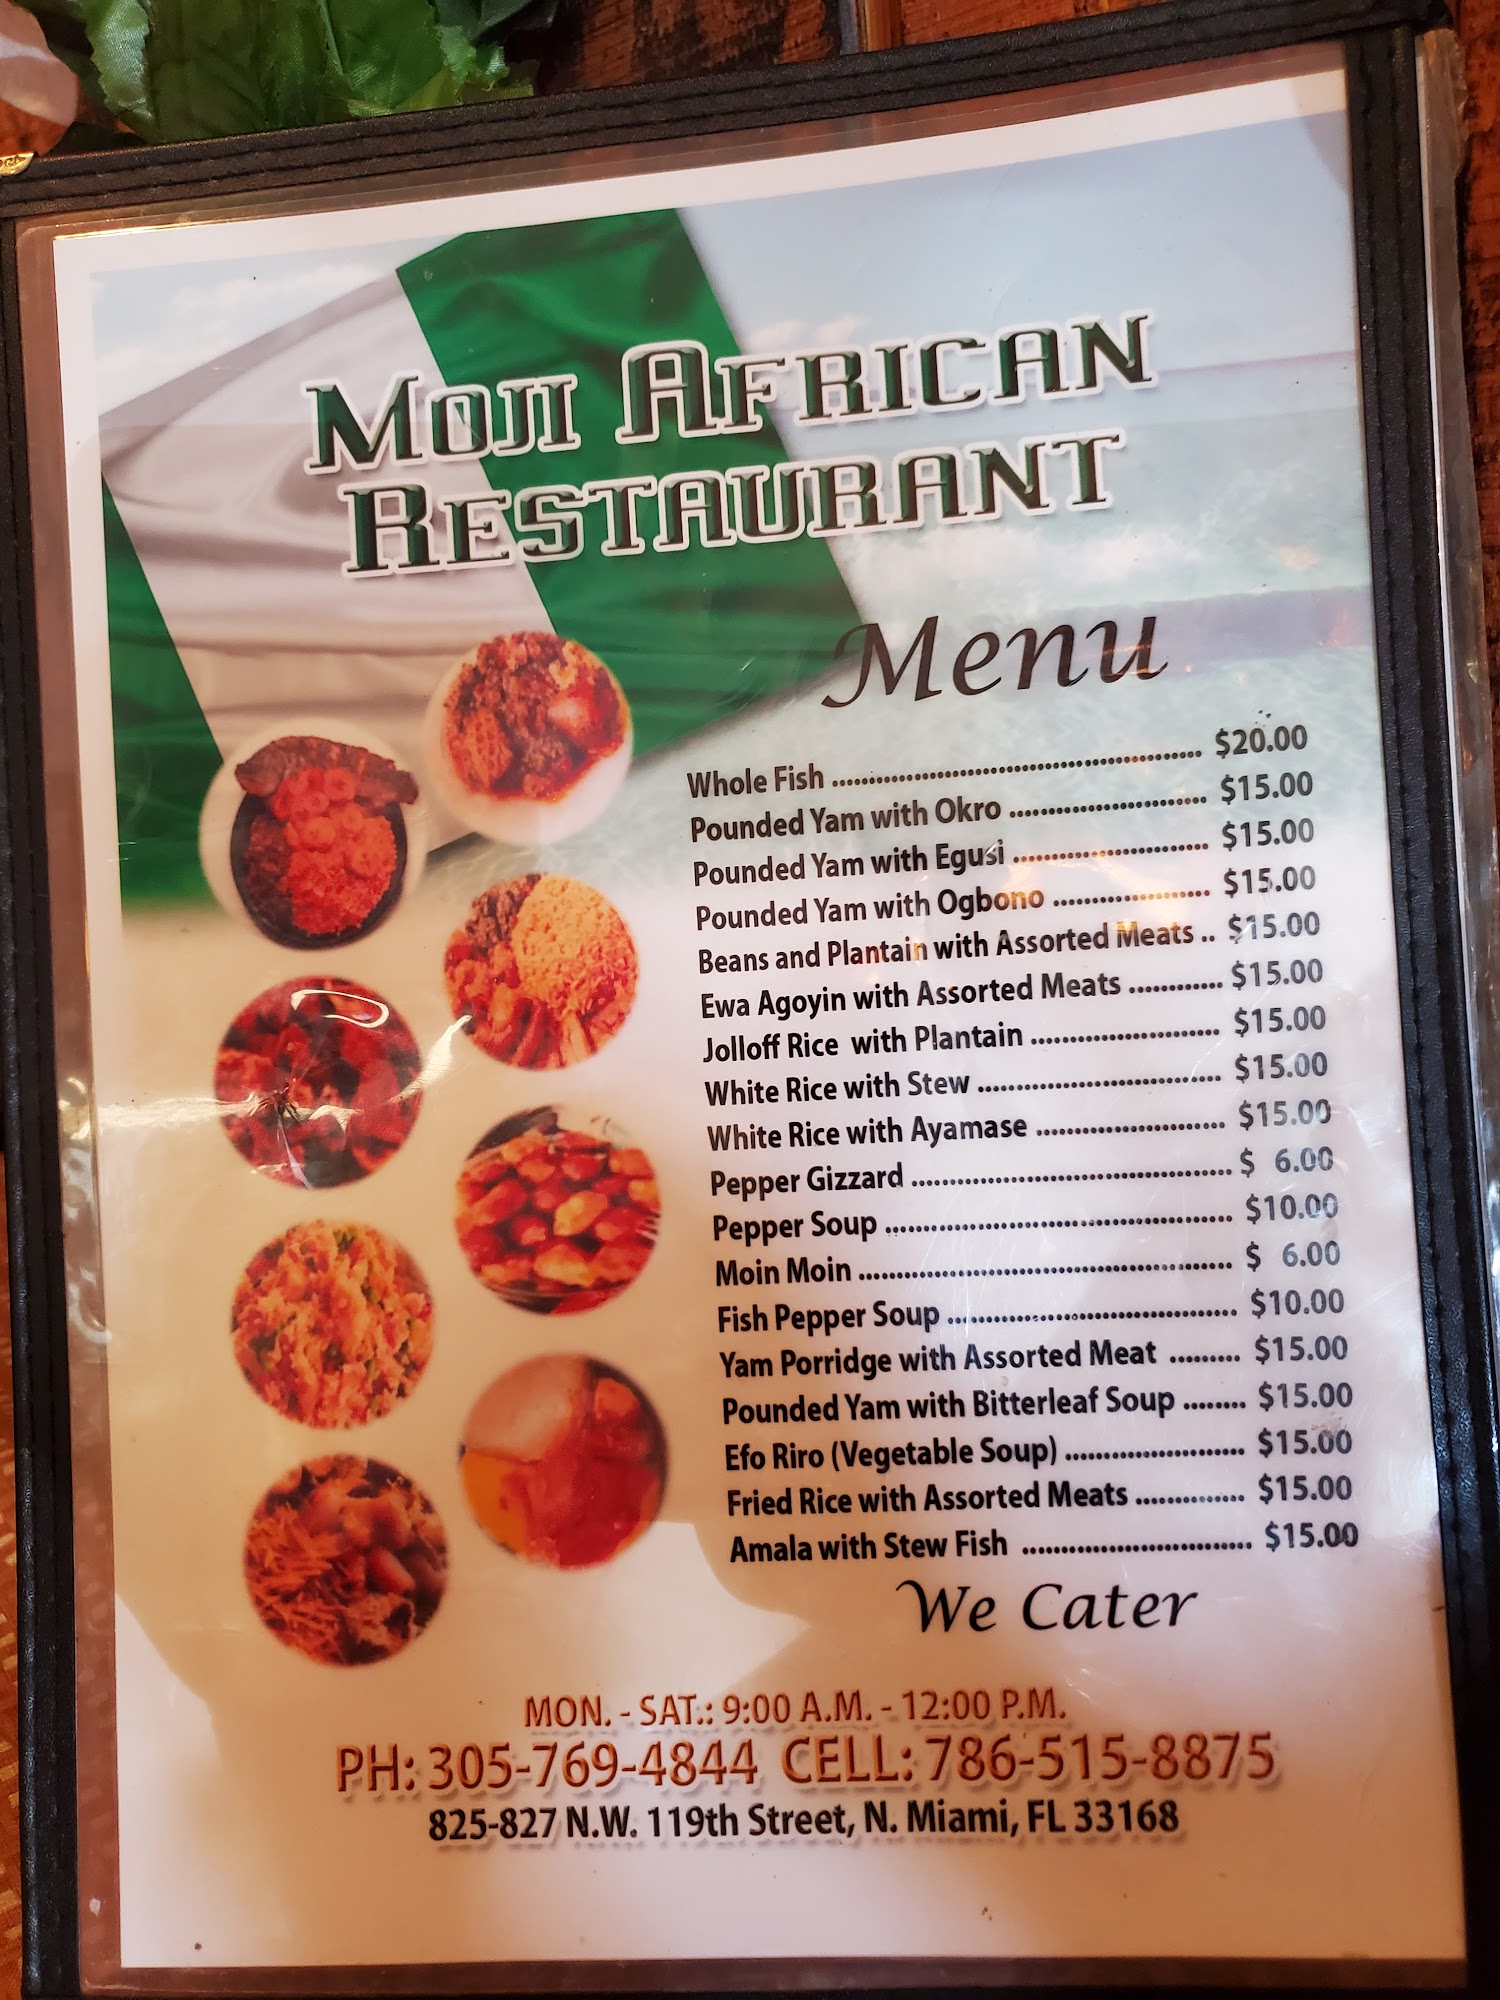 MOJI AFRICAN
RESTAURANT
Menu
Whole Fish ................................................ $20.00
Pounded Yam with Okro .......................... $15.00
Pounded Yam with Egusi .......................... $15.00
Pounded Yam with Ogbono ..................... $15.00
Beans and Plantain with Assorted Meats .. $15.00
Ewa Agoyin with Assorted Meats ............ $15.00
Jolloff Rice with Plantain ......................... $15.00
White Rice with Stew ................................ $15.00
White Rice with Ayamase ......................... $15.00
Pepper Gizzard .......................................... $ 6.00
Pepper Soup .............................................. $10.00
Moin Moin ................................................. $ 6.00
Fish Pepper Soup ...................................... $10.00
Yam Porridge with Assorted Meat ......... $15.00
Pounded Yam with Bitterleaf Soup ........ $15.00
Efo Riro (Vegetable Soup) ........................ $15.00
Fried Rice with Assorted Meats .............. $15.00
Amala with Stew Fish .............................. $15.00
We Cater
MON. - SAT.: 9:00 A.M. - 12:00 P.M.
PH: 305-769-4844 CELL: 786-515-8875
825-827 N.W. 119th Street, N. Miami, FL 33168